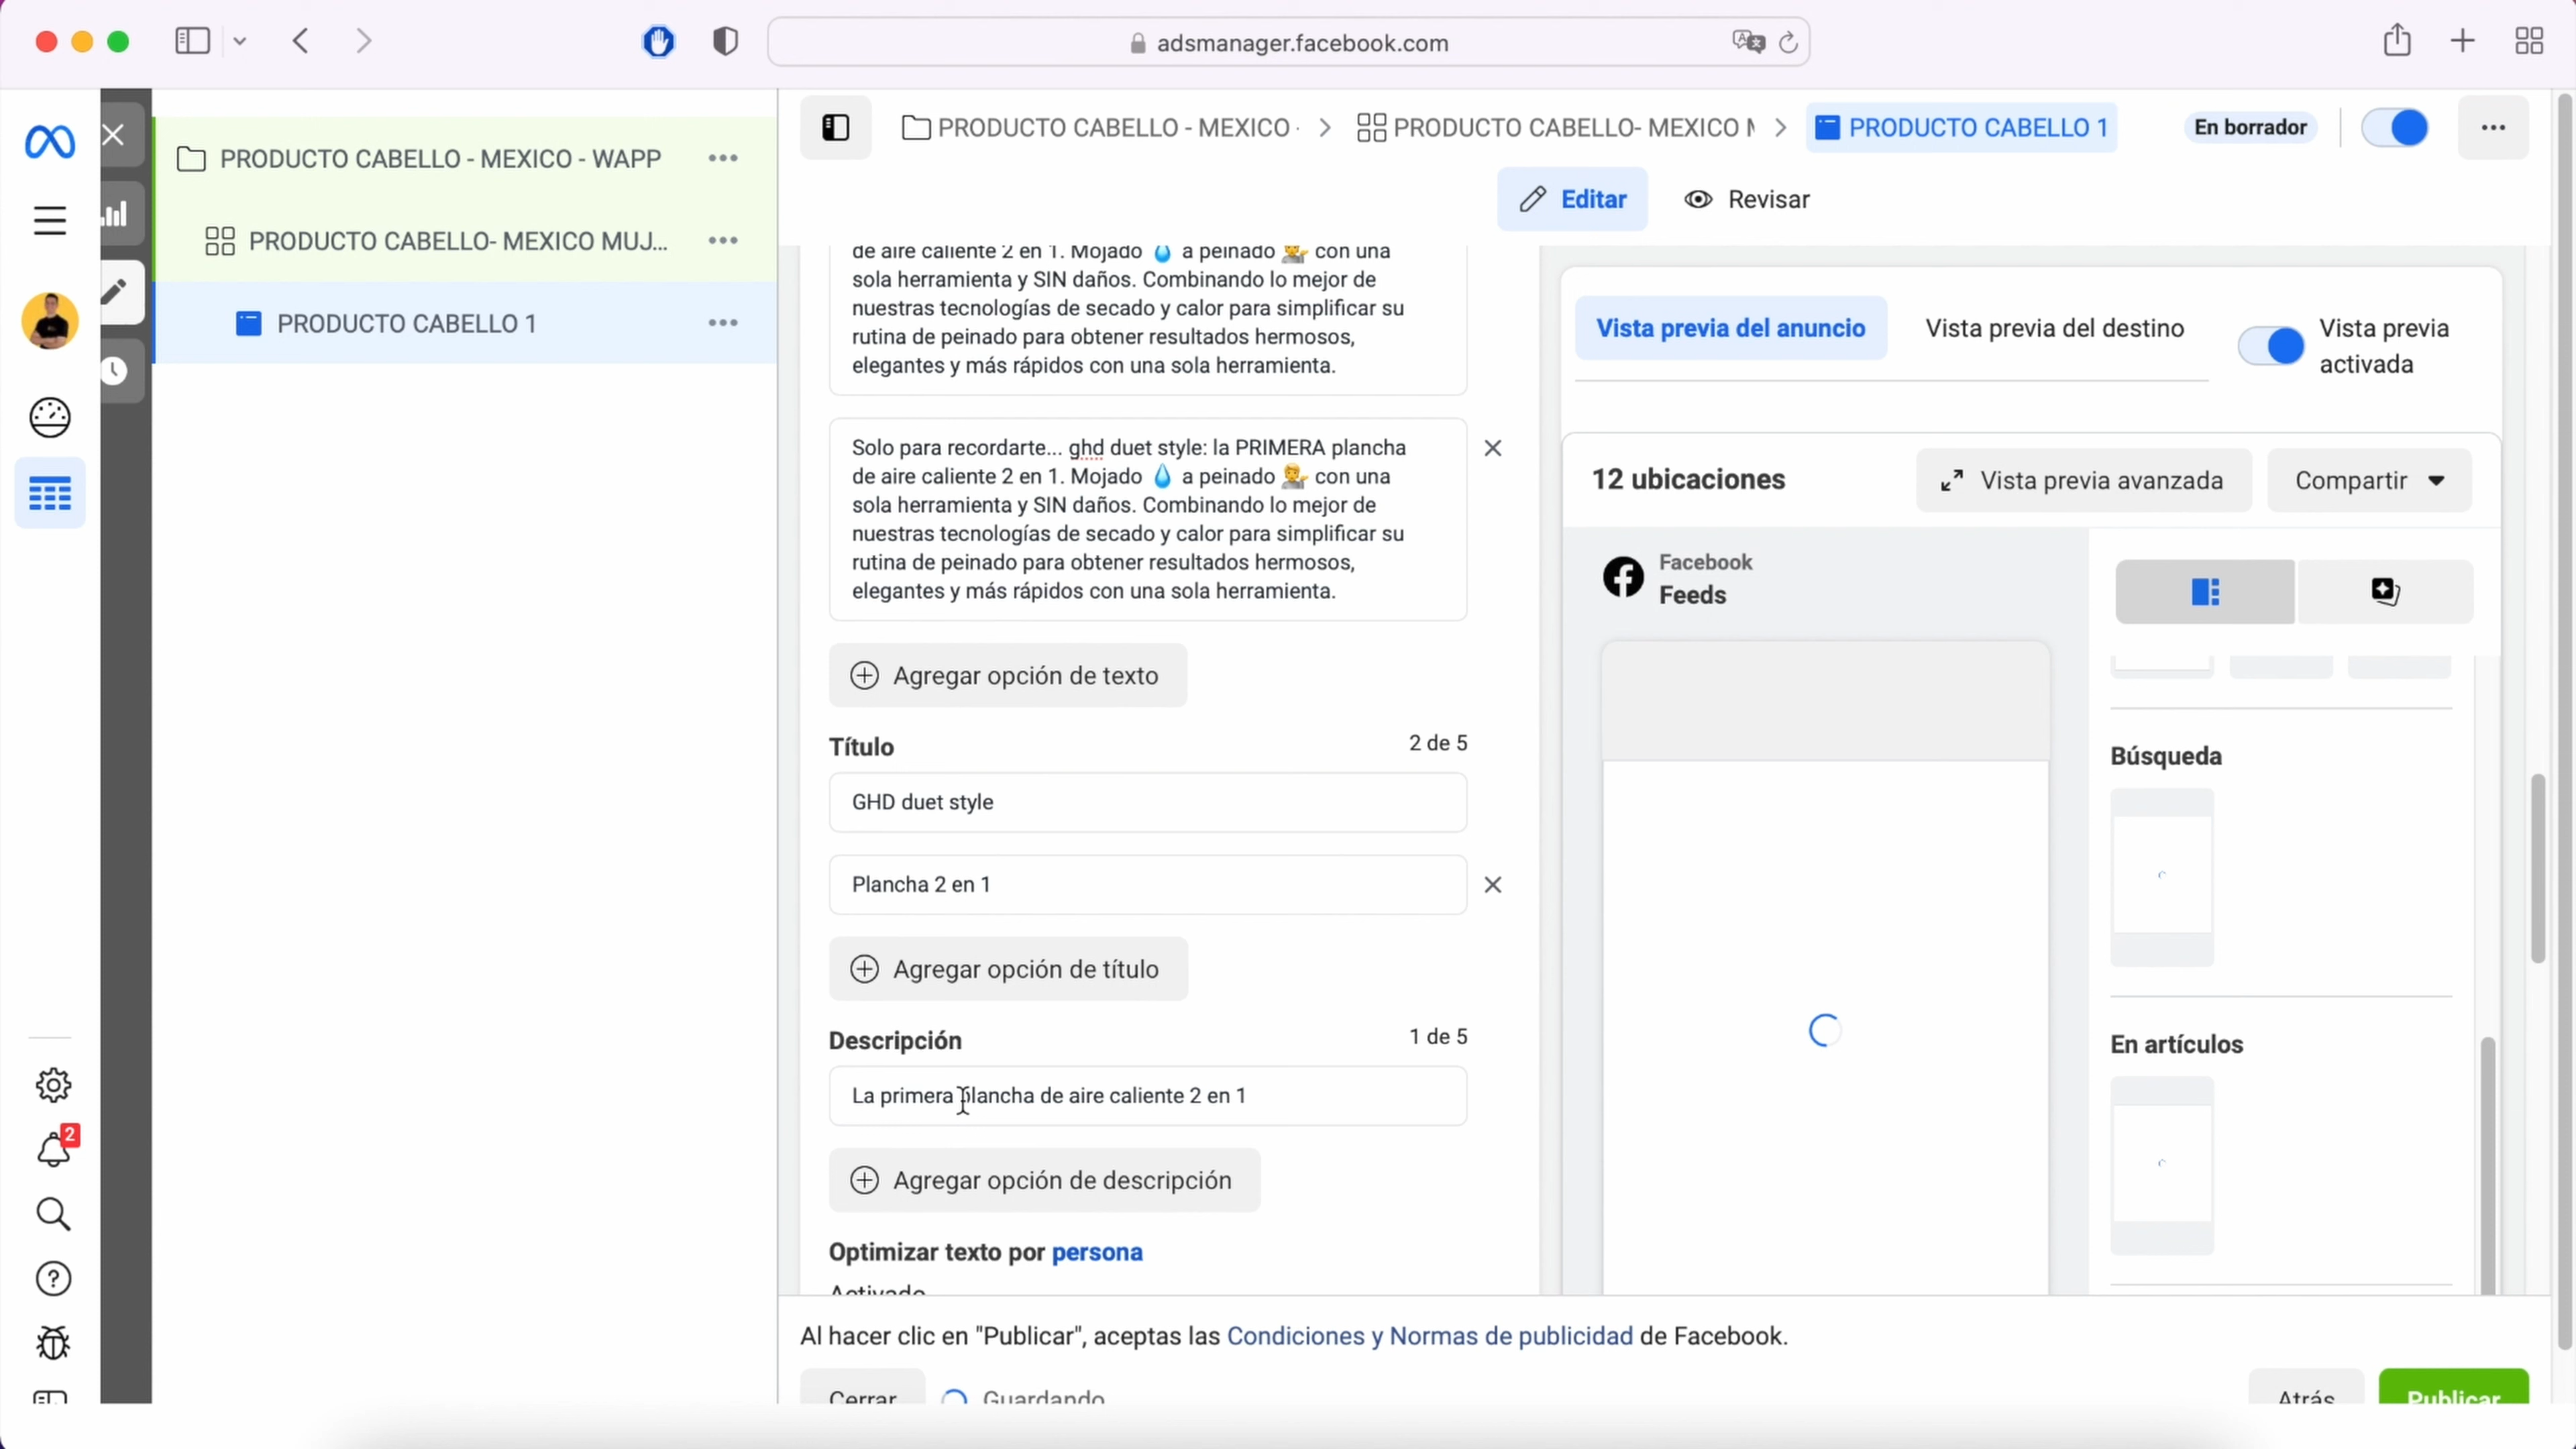 adsmanager.facebook.com
PRODUCTO CABELLO - MEXICO - WAPP
PRODUCTO CABELLO- MEXICO MUJ...
PRODUCTO CABELLO 1
2
PRODUCTO CABELLO - MEXICO
PRODUCTO CABELLO- MEXICO
PRODUCTO CABELLO 1
En borrador
Editar
Revisar
de aire caliente 2 en 1. Mojado 💧 a peinado 💁 con una
sola herramienta y SIN daños. Combinando lo mejor de
nuestras tecnologías de secado y calor para simplificar su
rutina de peinado para obtener resultados hermosos,
elegantes y más rápidos con una sola herramienta.
Solo para recordarte... ghd duet style: la PRIMERA plancha
de aire caliente 2 en 1. Mojado 💧 a peinado 💁 con una
sola herramienta y SIN daños. Combinando lo mejor de
nuestras tecnologías de secado y calor para simplificar su
rutina de peinado para obtener resultados hermosos,
elegantes y más rápidos con una sola herramienta.
Agregar opción de texto
Título
2 de 5
GHD duet style
Plancha 2 en 1
Agregar opción de título
Descripción
1 de 5
La primera plancha de aire caliente 2 en 1
Agregar opción de descripción
Optimizar texto por persona
Activado
Vista previa del anuncio
Vista previa del destino
Vista previa
activada
12 ubicaciones
Vista previa avanzada
Compartir
Facebook
Feeds
Búsqueda
En artículos
Al hacer clic en "Publicar", aceptas las Condiciones y Normas de publicidad de Facebook.
Cerrar
Guardando
Atrás
Publicar